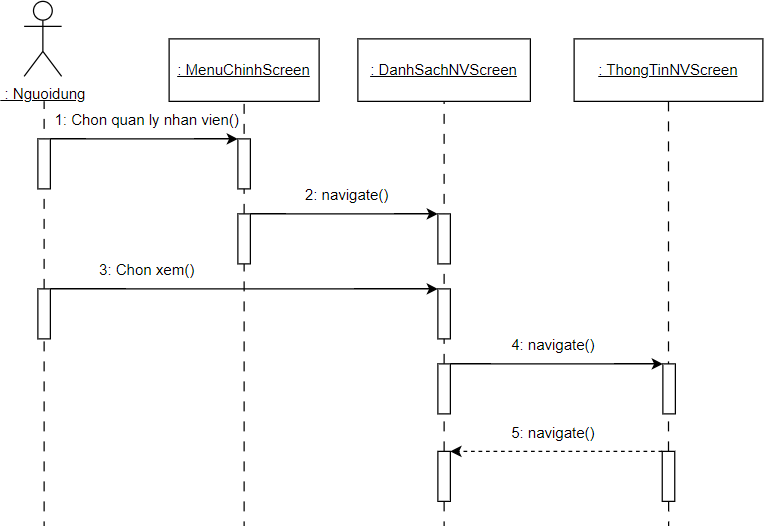 : Nguoidung
: MenuChinhScreen
: DanhSachNVScreen
: ThongTinNVScreen
1: Chon quan ly nhan vien()
2: navigate()
3: Chon xem()
4: navigate()
5: navigate()